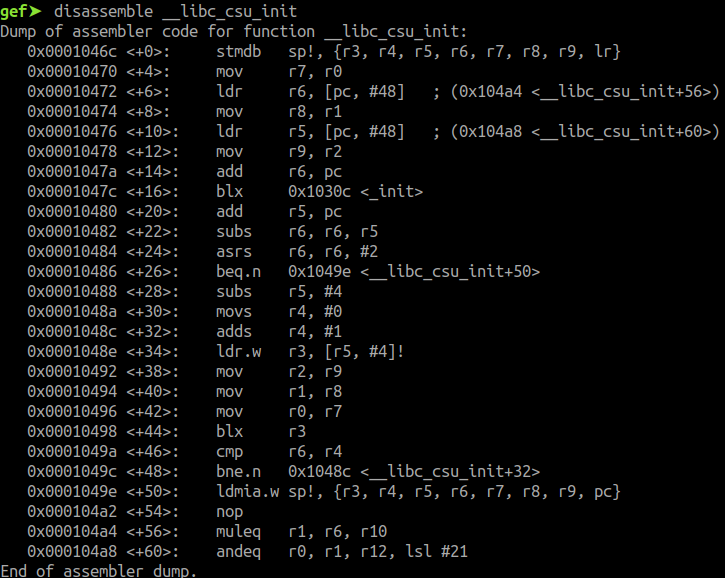 gef➤  disassemble __libc_csu_init
Dump of assembler code for function __libc_csu_init:
   0x0001046c <+0>:     stmdb   sp!, {r3, r4, r5, r6, r7, r8, r9, lr}
   0x00010470 <+4>:     mov     r7, r0
   0x00010472 <+6>:     ldr     r6, [pc, #48]   ; (0x104a4 <__libc_csu_init+56>)
   0x00010474 <+8>:     mov     r8, r1
   0x00010476 <+10>:    ldr     r5, [pc, #48]   ; (0x104a8 <__libc_csu_init+60>)
   0x00010478 <+12>:    mov     r9, r2
   0x0001047a <+14>:    add     r6, pc
   0x0001047c <+16>:    blx     0x1030c <_init>
   0x00010480 <+20>:    add     r5, pc
   0x00010482 <+22>:    subs    r6, r6, r5
   0x00010484 <+24>:    asrs    r6, r6, #2
   0x00010486 <+26>:    beq.n   0x1049e <__libc_csu_init+50>
   0x00010488 <+28>:    subs    r5, #4
   0x0001048a <+30>:    movs    r4, #0
   0x0001048c <+32>:    adds    r4, #1
   0x0001048e <+34>:    ldr.w   r3, [r5, #4]!
   0x00010492 <+38>:    mov     r2, r9
   0x00010494 <+40>:    mov     r1, r8
   0x00010496 <+42>:    mov     r0, r7
   0x00010498 <+44>:    blx     r3
   0x0001049a <+46>:    cmp     r6, r4
   0x0001049c <+48>:    bne.n   0x1048c <__libc_csu_init+32>
   0x0001049e <+50>:    ldmia.w sp!, {r3, r4, r5, r6, r7, r8, r9, pc}
   0x000104a2 <+54>:    nop
   0x000104a4 <+56>:    muleq   r1, r6, r10
   0x000104a8 <+60>:    andeq   r0, r1, r12, lsl #21
End of assembler dump.